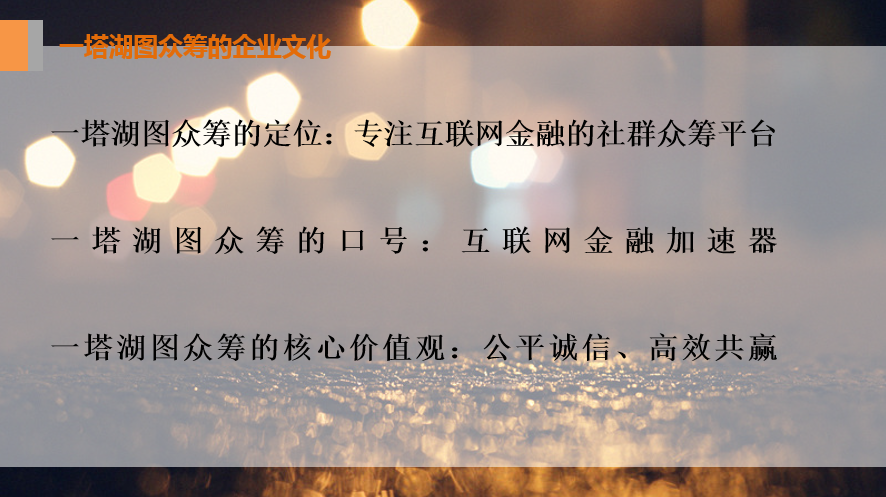 一塔湖图众筹的企业文化
一塔湖图众筹的定位：专注互联网金融的社群众筹平台
一塔湖图众筹的口号：互联网金融加速器
一塔湖图众筹的核心价值观：公平诚信、高效共赢